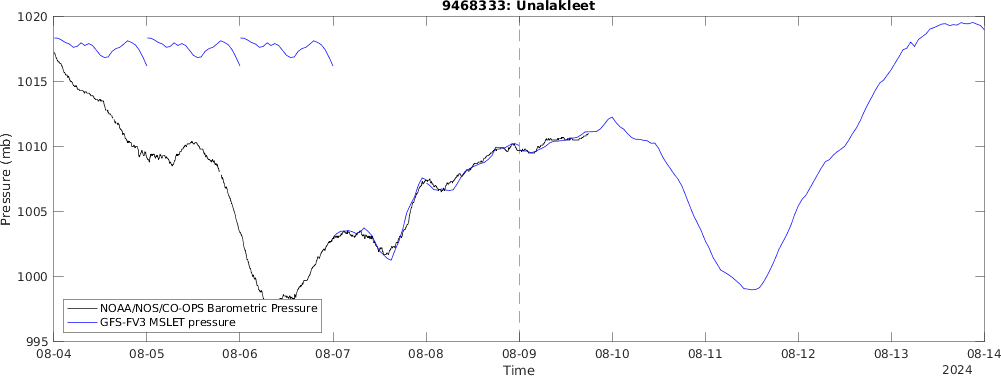 9468333: Unalakleet
Pressure (mb)
1020
1015
1010
1005
1000
995
NOAA/NOS/CO-OPS Barometric Pressure
GFS-FV3 MSLET pressure
08-04 08-05 08-06 08-07 08-08 08-09 08-10 08-11 08-12 08-13 08-14
Time
2024